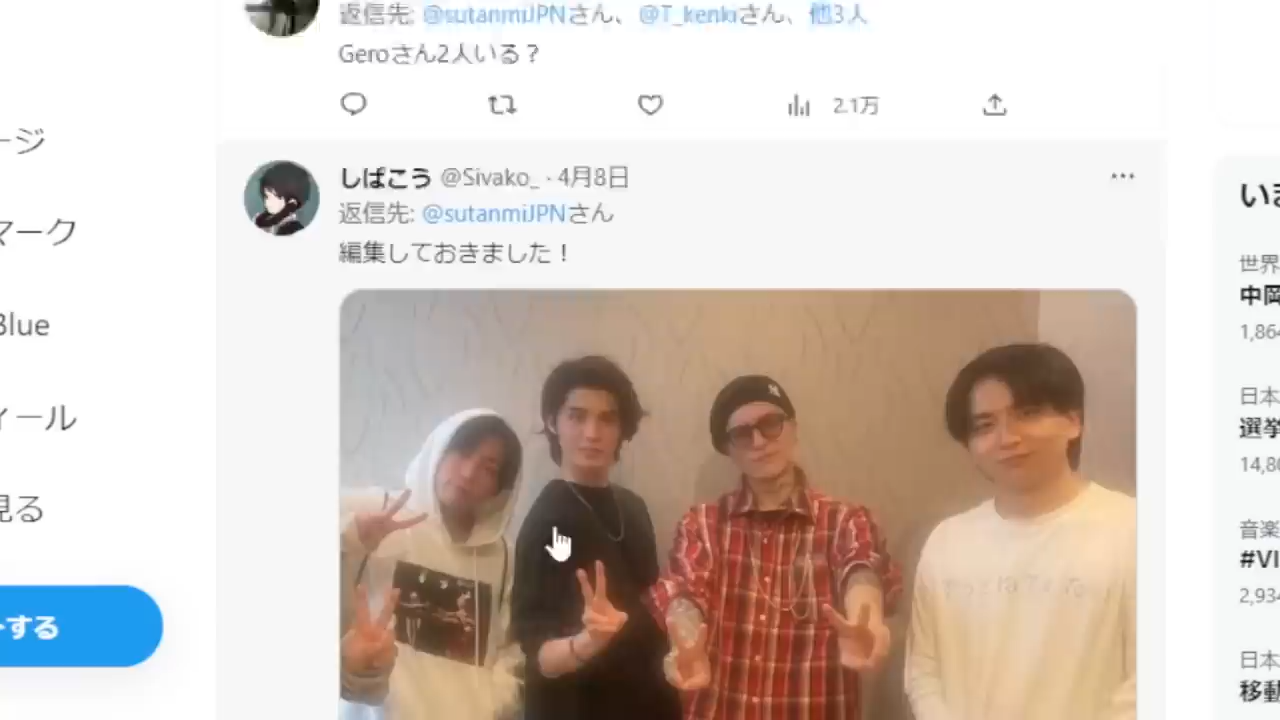 返信先: @sutanmiJPNさん、@T_kenkiさん、他3人
Geroさん2人いる？
2.1万
しばこう @Sivako_ · 4月8日
返信先: @sutanmiJPNさん
編集しておきました！
ージ
マーク
Blue
ィール
見る
ーする
いま
世界
中岡
1,864
日本
選挙
14,80
音楽
#VI
2,934
日本
移動